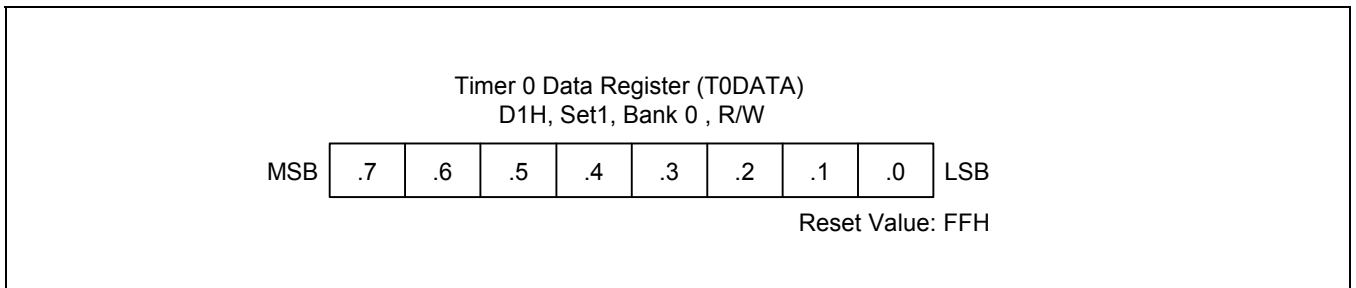 Timer 0 Data Register (T0DATA)
D1H, Set1, Bank 0 , R/W
MSB .7 .6 .5 .4 .3 .2 .1 .0 LSB
Reset Value: FFH